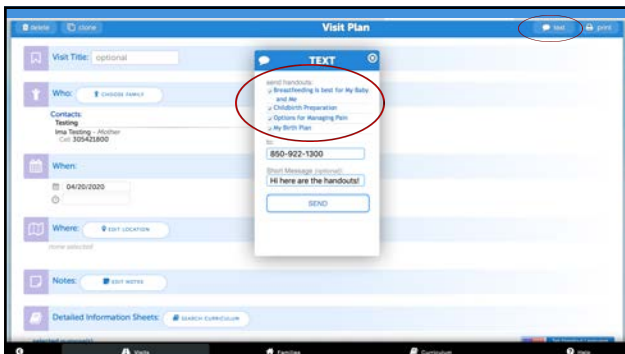 delete clone Visit Plan text print
Visit Title: optional
Who: CHOOSE FAMILY
Contacts:
Testing
Ima Testing - Mother
Cell: 305421800
When:
04/20/2020
Where: EDIT LOCATION
none selected
Notes: EDIT NOTES
Detailed Information Sheets: SEARCH CURRICULUM
TEXT
send handouts:
Breastfeeding is best for My Baby
and Me
Childbirth Preparation
Options for Managing Pain
My Birth Plan
to:
850-922-1300
Short Message (optional):
Hi here are the handouts!
SEND
Visits Families Curriculum Help